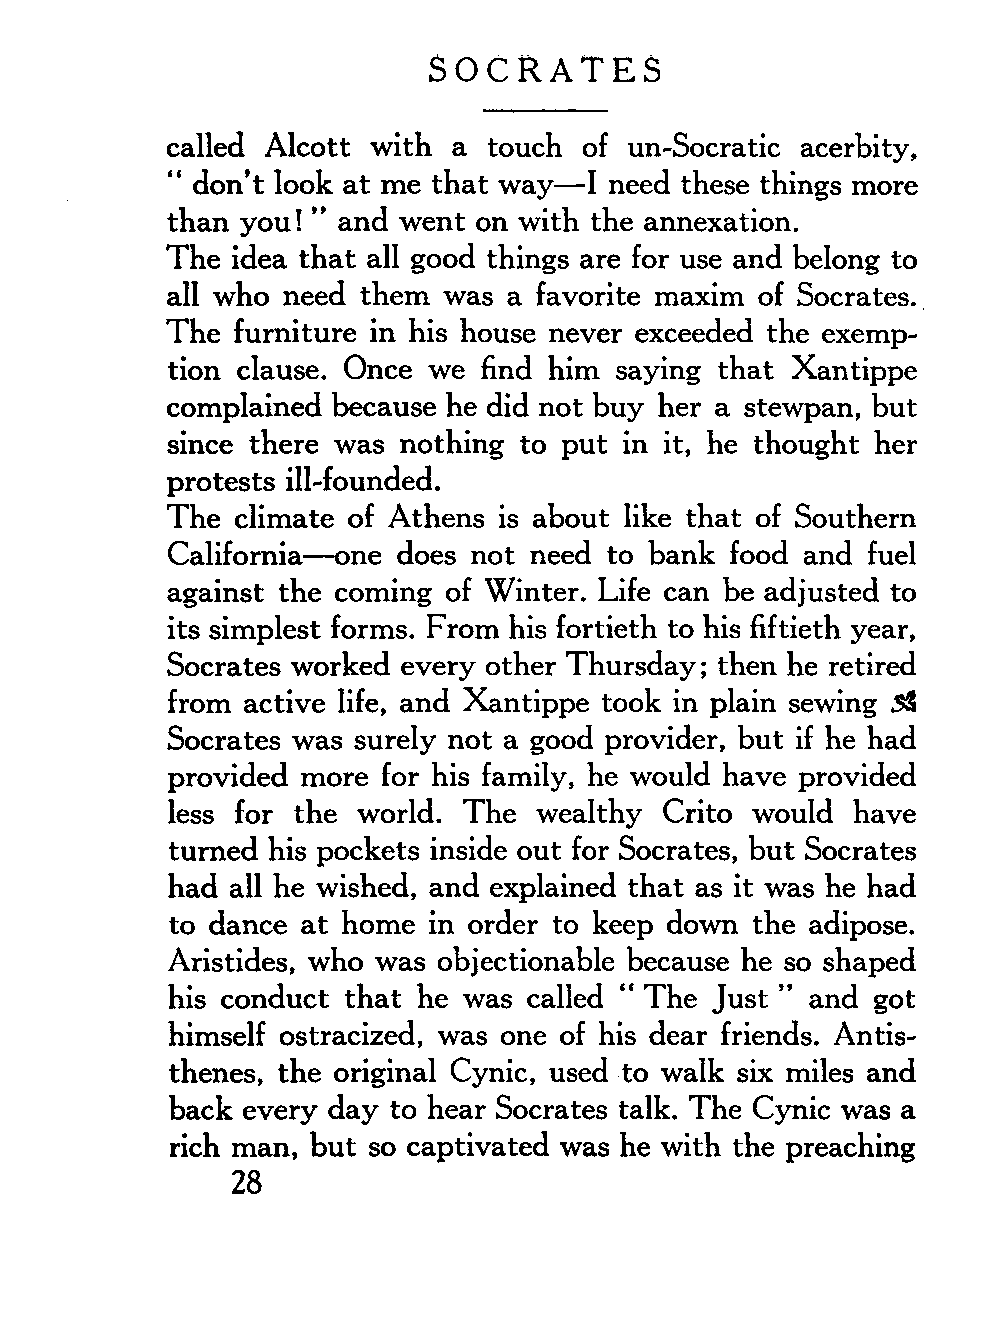 SOCRATES
called Alcott with a touch of un-Socratic acerbity,
“ don't look at me that way—I need these things more
than you! ” and went on with the annexation.
The idea that all good things are for use and belong to
all who need them was a favorite maxim of Socrates.
The furniture in his house never exceeded the exemp-
tion clause. Once we find him saying that Xantippe
complained because he did not buy her a stewpan, but
since there was nothing to put in it, he thought her
protests ill-founded.
The climate of Athens is about like that of Southern
California—one does not need to bank food and fuel
against the coming of Winter. Life can be adjusted to
its simplest forms. From his fortieth to his fiftieth year,
Socrates worked every other Thursday; then he retired
from active life, and Xantippe took in plain sewing
Socrates was surely not a good provider, but if he had
provided more for his family, he would have provided
less for the world. The wealthy Crito would have
turned his pockets inside out for Socrates, but Socrates
had all he wished, and explained that as it was he had
to dance at home in order to keep down the adipose.
Aristides, who was objectionable because he so shaped
his conduct that he was called “ The Just ” and got
himself ostracized, was one of his dear friends. Antis-
thenes, the original Cynic, used to walk six miles and
back every day to hear Socrates talk. The Cynic was a
rich man, but so captivated was he with the preaching
28